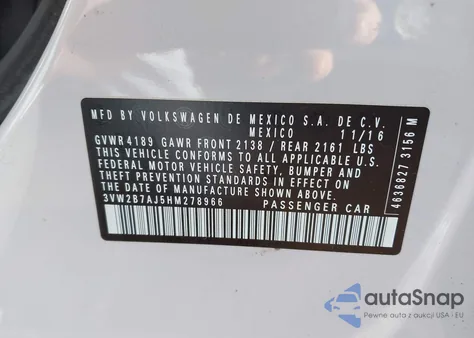 MFD BY VOLKSWAGEN DE MEXICO S.A. DE C.V.
MEXICO 11/16
GVWR 4189 GAWR FRONT 2138 / REAR 2161 LBS
THIS VEHICLE CONFORMS TO ALL APPLICABLE U.S.
FEDERAL MOTOR VEHICLE SAFETY, BUMPER AND
THEFT PREVENTION STANDARDS IN EFFECT ON
THE DATE OF MANUFACTURE SHOWN ABOVE.
3VW2B7AJ5HM278966
PASSENGER CAR
4636827 3156 M
autoSnap
Pewne auta z aukcji USA - EU